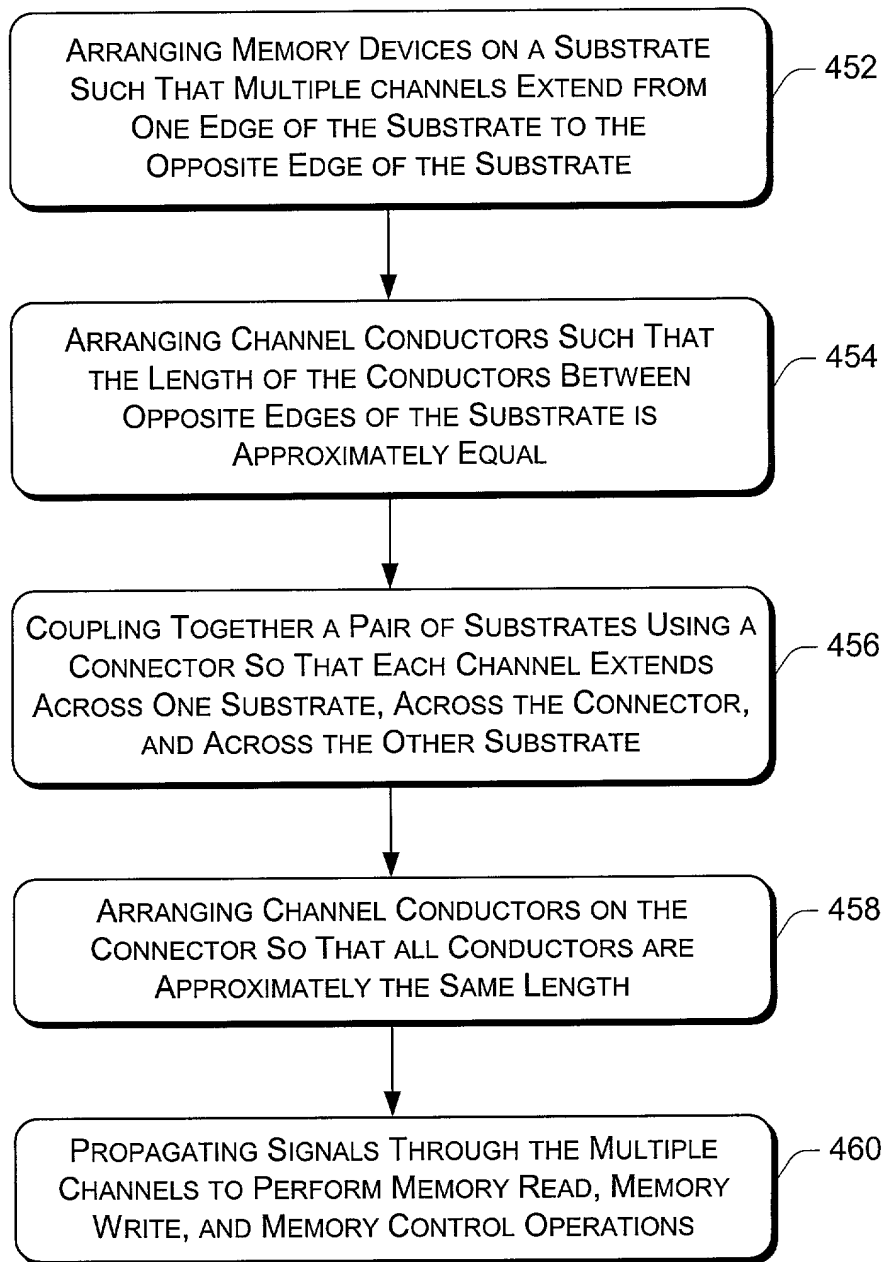 ARRANGING MEMORY DEVICES ON A SUBSTRATE
SUCH THAT MULTIPLE CHANNELS EXTEND FROM
ONE EDGE OF THE SUBSTRATE TO THE
OPPOSITE EDGE OF THE SUBSTRATE
452
ARRANGING CHANNEL CONDUCTORS SUCH THAT
THE LENGTH OF THE CONDUCTORS BETWEEN
OPPOSITE EDGES OF THE SUBSTRATE IS
APPROXIMATELY EQUAL
454
COUPLING TOGETHER A PAIR OF SUBSTRATES USING A
CONNECTOR SO THAT EACH CHANNEL EXTENDS
ACROSS ONE SUBSTRATE, ACROSS THE CONNECTOR,
AND ACROSS THE OTHER SUBSTRATE
456
ARRANGING CHANNEL CONDUCTORS ON THE
CONNECTOR SO THAT ALL CONDUCTORS ARE
APPROXIMATELY THE SAME LENGTH
458
PROPAGATING SIGNALS THROUGH THE MULTIPLE
CHANNELS TO PERFORM MEMORY READ, MEMORY
WRITE, AND MEMORY CONTROL OPERATIONS
460